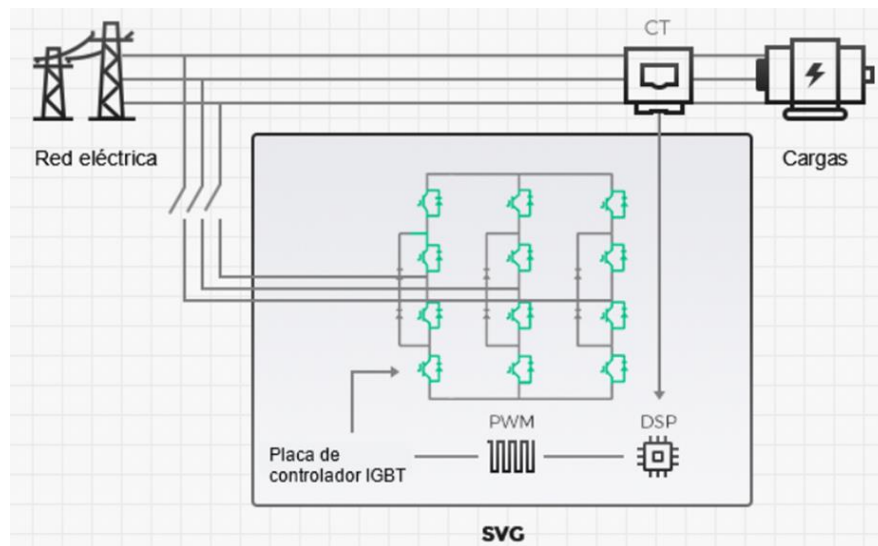 CT
Red eléctrica
Cargas
PWM
DSP
Placa de
controlador IGBT
SVG